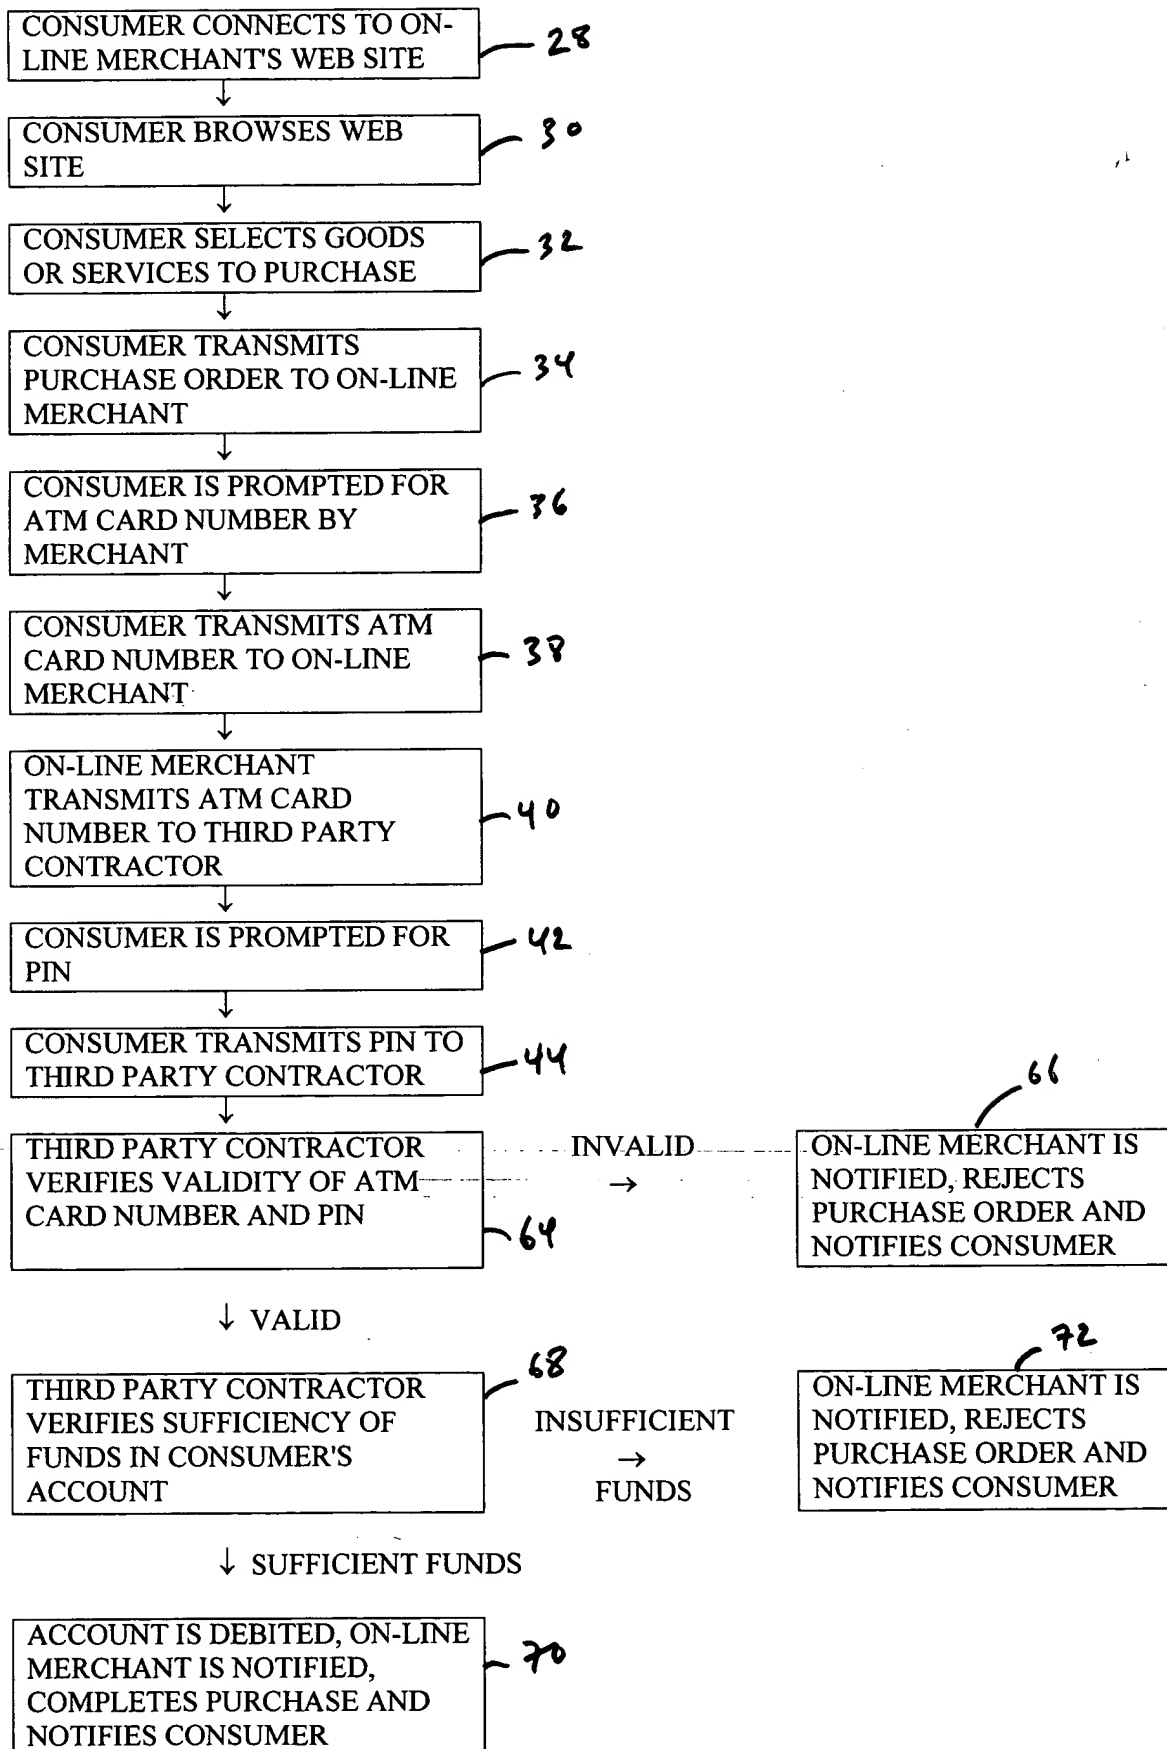 CONSUMER CONNECTS TO ON-
LINE MERCHANT'S WEB SITE
28
CONSUMER BROWSES WEB
SITE
30
CONSUMER SELECTS GOODS
OR SERVICES TO PURCHASE
32
CONSUMER TRANSMITS
PURCHASE ORDER TO ON-LINE
MERCHANT
34
CONSUMER IS PROMPTED FOR
ATM CARD NUMBER BY
MERCHANT
36
CONSUMER TRANSMITS ATM
CARD NUMBER TO ON-LINE
MERCHANT
38
ON-LINE MERCHANT
TRANSMITS ATM CARD
NUMBER TO THIRD PARTY
CONTRACTOR
40
CONSUMER IS PROMPTED FOR
PIN
42
CONSUMER TRANSMITS PIN TO
THIRD PARTY CONTRACTOR
44
THIRD PARTY CONTRACTOR
VERIFIES VALIDITY OF ATM
CARD NUMBER AND PIN
64
INVALID
→
66
ON-LINE MERCHANT IS
NOTIFIED, REJECTS
PURCHASE ORDER AND
NOTIFIES CONSUMER
↓ VALID
THIRD PARTY CONTRACTOR
VERIFIES SUFFICIENCY OF
FUNDS IN CONSUMER'S
ACCOUNT
68
INSUFFICIENT
→
FUNDS
72
ON-LINE MERCHANT IS
NOTIFIED, REJECTS
PURCHASE ORDER AND
NOTIFIES CONSUMER
↓ SUFFICIENT FUNDS
ACCOUNT IS DEBITED, ON-LINE
MERCHANT IS NOTIFIED,
COMPLETES PURCHASE AND
NOTIFIES CONSUMER
70